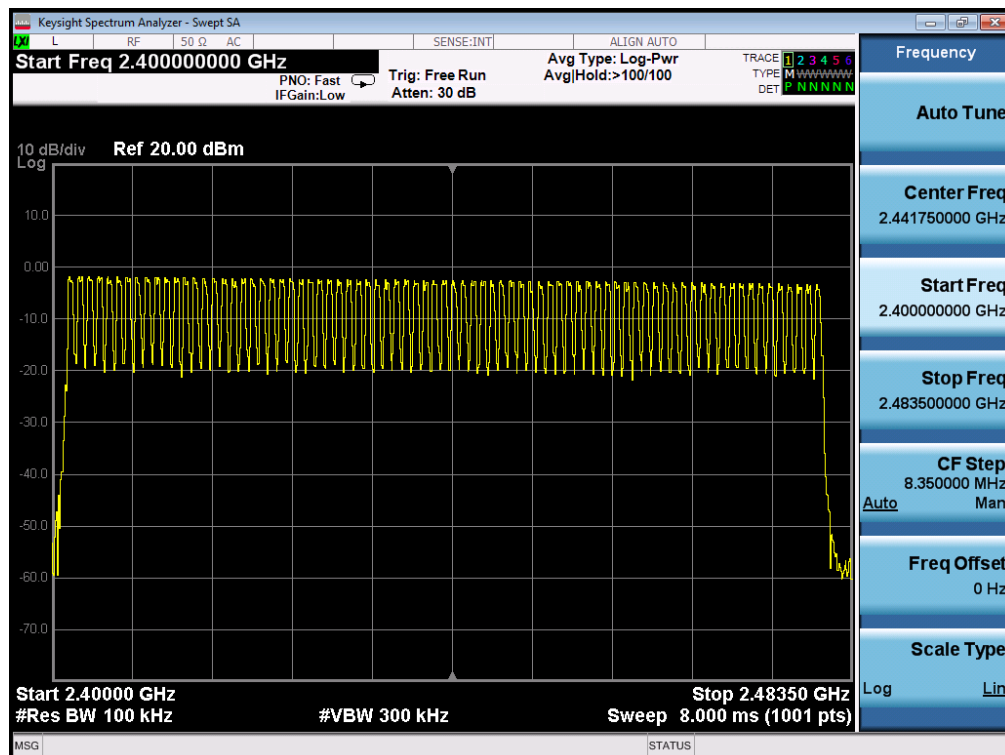 Keysight Spectrum Analyzer - Swept SA
LXI L RF 50 Ω AC SENSE:INT ALIGN AUTO
Start Freq 2.400000000 GHz
PNO: Fast
IFGain:Low
Trig: Free Run
Atten: 30 dB
Avg Type: Log-Pwr
Avg|Hold:>100/100
TRACE 1 2 3 4 5 6
TYPE M WWWWW
DET P N N N N N
10 dB/div
Log
Ref 20.00 dBm
10.0
0.00
-10.0
-20.0
-30.0
-40.0
-50.0
-60.0
-70.0
Start 2.40000 GHz
Stop 2.48350 GHz
#Res BW 100 kHz
#VBW 300 kHz
Sweep 8.000 ms (1001 pts)
MSG
STATUS
Frequency
Auto Tune
Center Freq
2.441750000 GHz
Start Freq
2.400000000 GHz
Stop Freq
2.483500000 GHz
CF Step
8.350000 MHz
Auto Man
Freq Offset
0 Hz
Scale Type
Log Lin